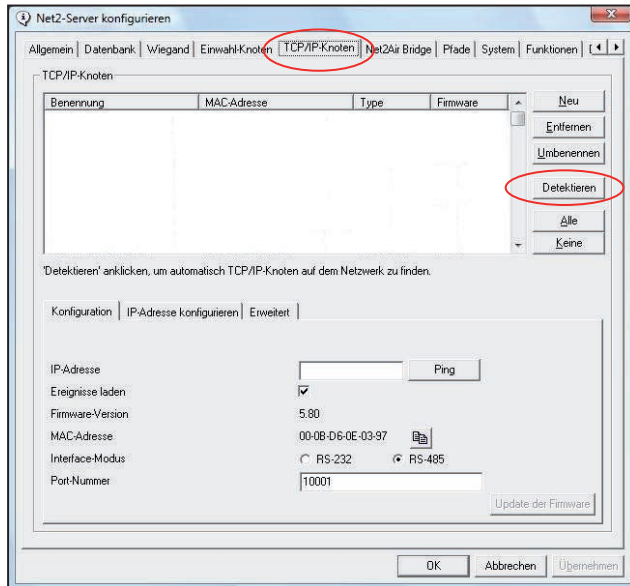 Net2-Server konfigurieren
Allgemein Datenbank Wiegand Einwahl-Knoten TCP/IP-Knoten Net2Air Bridge Pfade System Funktionen
TCP/IP-Knoten
Benennung MAC-Adresse Type Firmware
Neu
Entfernen
Umbenennen
Detektieren
Alle
Keine
'Detektieren' anklicken, um automatisch TCP/IP-Knoten auf dem Netzwerk zu finden.
Konfiguration IP-Adresse konfigurieren Erweitert
IP-Adresse Ping
Ereignisse laden
Firmware-Version 5.80
MAC-Adresse 00-0B-D6-0E-03-97
Interface-Modus RS-232 RS-485
Port-Nummer 10001
Update der Firmware
OK Abbrechen Übernehmen